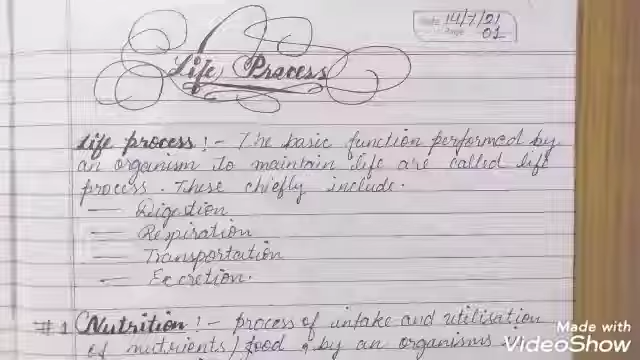 Date 14/7/21
Page 01
Life Process
Life process :- The basic function performed by
an organism to maintain life are called life
process. These chiefly include.
— Digestion
— Respiration
— Transportation
— Excretion.
#1 Nutrition :- process of intake and utilisation
of nutrients/food, by an organisms
Made with
VideoShow